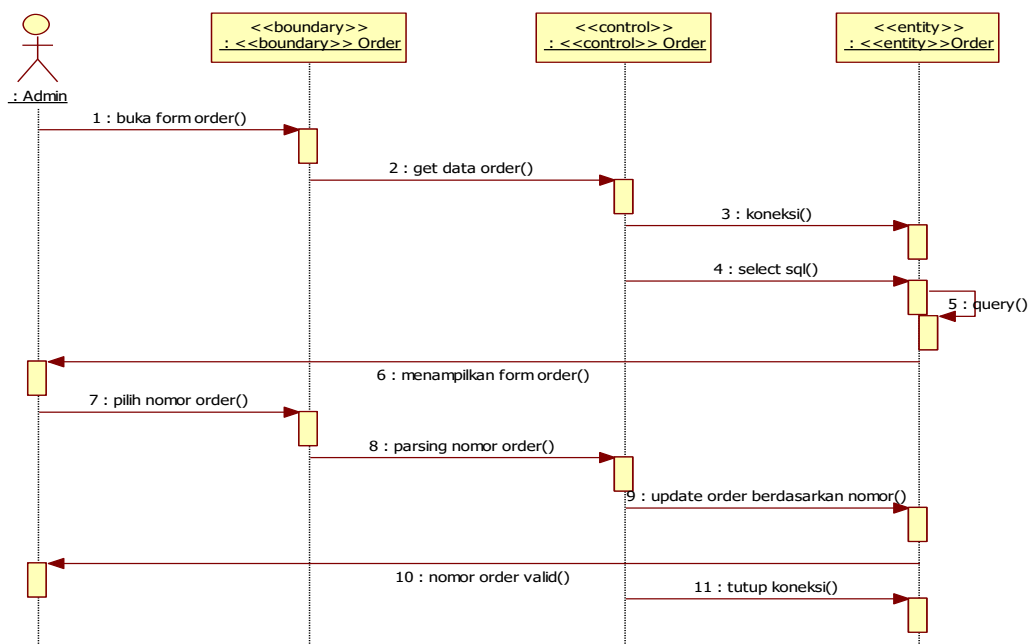 <<boundary>>
: <<boundary>> Order
<<control>>
: <<control>> Order
<<entity>>
: <<entity>>Order
: Admin
1 : buka form order()
2 : get data order()
3 : koneksi()
4 : select sql()
5 : query()
6 : menampilkan form order()
7 : pilih nomor order()
8 : parsing nomor order()
9 : update order berdasarkan nomor()
10 : nomor order valid()
11 : tutup koneksi()